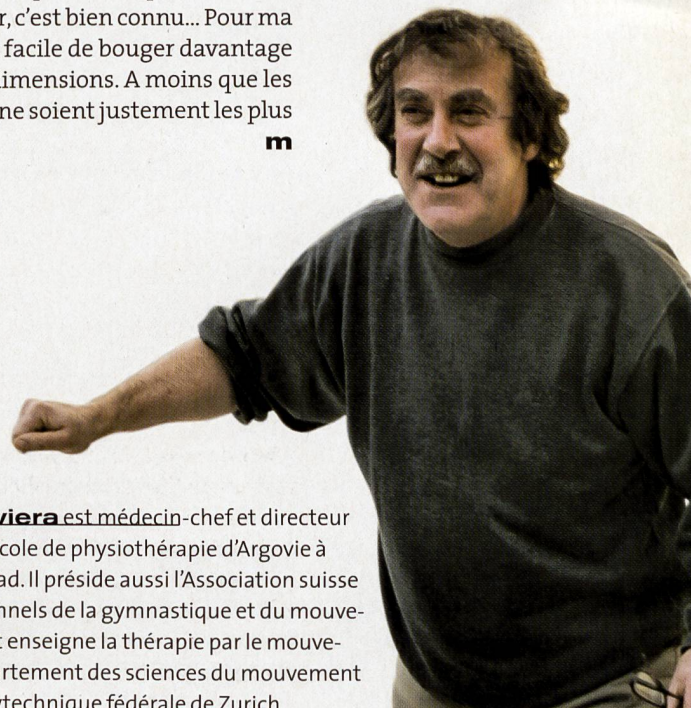 r, c'est bien connu... Pour ma
facile de bouger davantage
imensions. A moins que les
ne soient justement les plus
m
viera est médecin-chef et directeur
cole de physiothérapie d'Argovie à
ad. Il préside aussi l'Association suisse
nnels de la gymnastique et du mouve-
t enseigne la thérapie par le mouve-
rtement des sciences du mouvement
ytechnique fédérale de Zurich